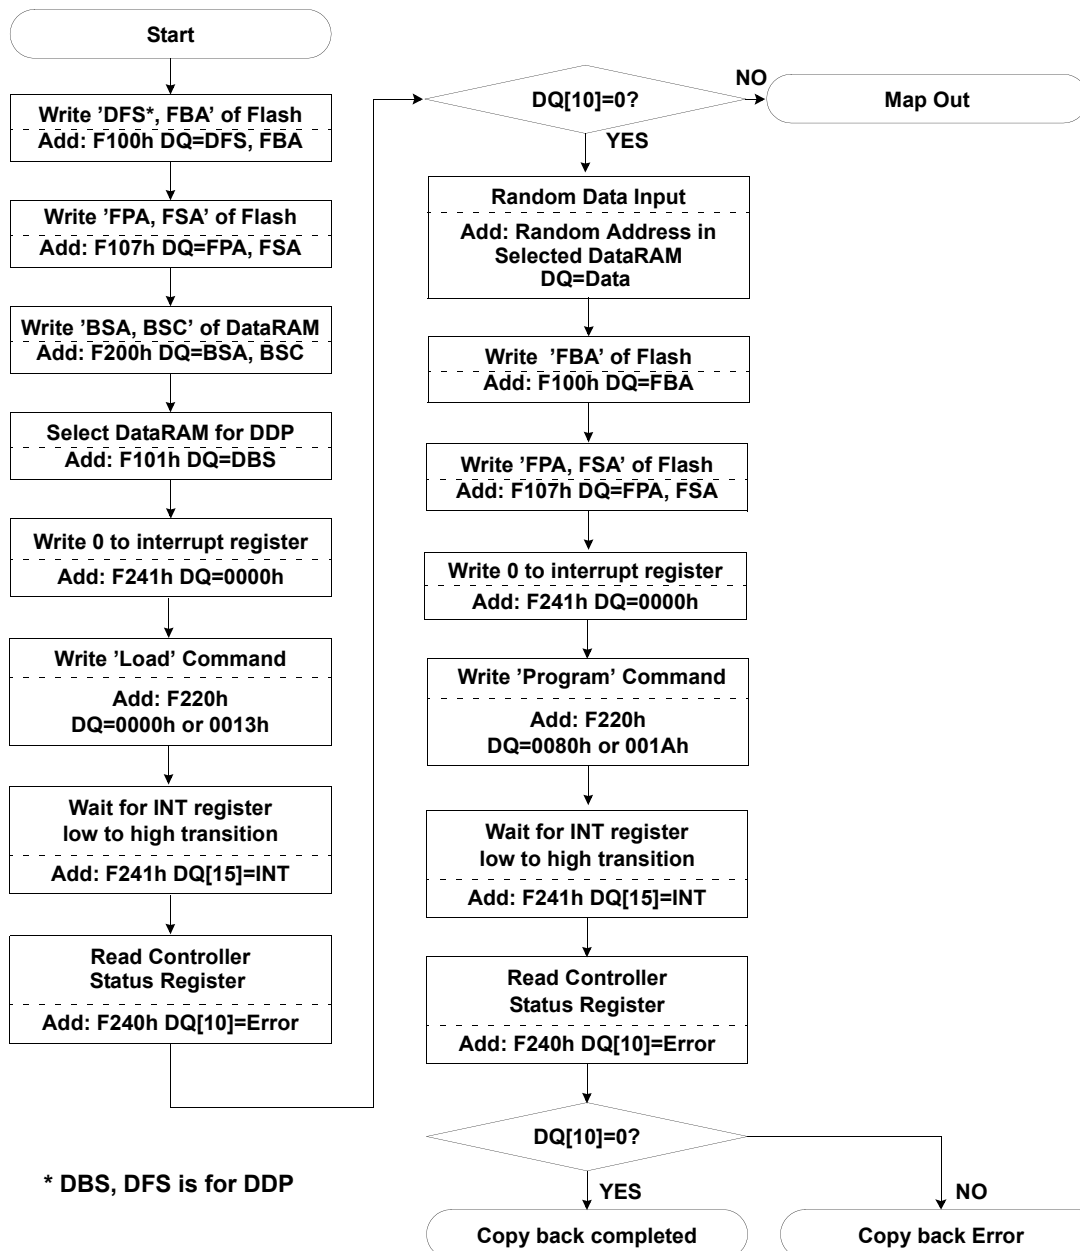 Start
Write 'DFS*, FBA' of Flash
Add: F100h DQ=DFS, FBA
Write ’FPA, FSA’ of Flash
Add: F107h DQ=FPA, FSA
Write ’BSA, BSC’ of DataRAM
Add: F200h DQ=BSA, BSC
Select DataRAM for DDP
Add: F101h DQ=DBS
Write 0 to interrupt register
Add: F241h DQ=0000h
Write ’Load’ Command
Add: F220h
DQ=0000h or 0013h
Wait for INT register
low to high transition
Add: F241h DQ[15]=INT
Read Controller
Status Register
Add: F240h DQ[10]=Error
DQ[10]=0?
NO
Map Out
YES
Random Data Input
Add: Random Address in
Selected DataRAM
DQ=Data
Write ’FBA’ of Flash
Add: F100h DQ=FBA
Write ’FPA, FSA’ of Flash
Add: F107h DQ=FPA, FSA
Write 0 to interrupt register
Add: F241h DQ=0000h
Write ’Program’ Command
Add: F220h
DQ=0080h or 001Ah
Wait for INT register
low to high transition
Add: F241h DQ[15]=INT
Read Controller
Status Register
Add: F240h DQ[10]=Error
DQ[10]=0?
YES
NO
Copy back completed
Copy back Error
* DBS, DFS is for DDP